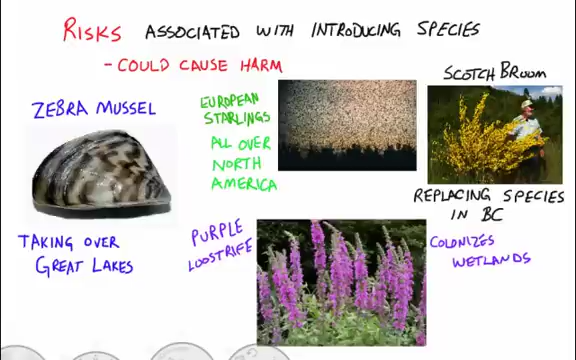 RISKS ASSOCIATED WITH INTRODUCING SPECIES
- COULD CAUSE HARM
ZEBRA MUSSEL
TAKING OVER
GREAT LAKES
EUROPEAN
STARLINGS
ALL OVER
NORTH
AMERICA
SCOTCH BROOM
REPLACING SPECIES
IN BC
PURPLE
LOOSTRIFE
COLONIZES
WETLANDS